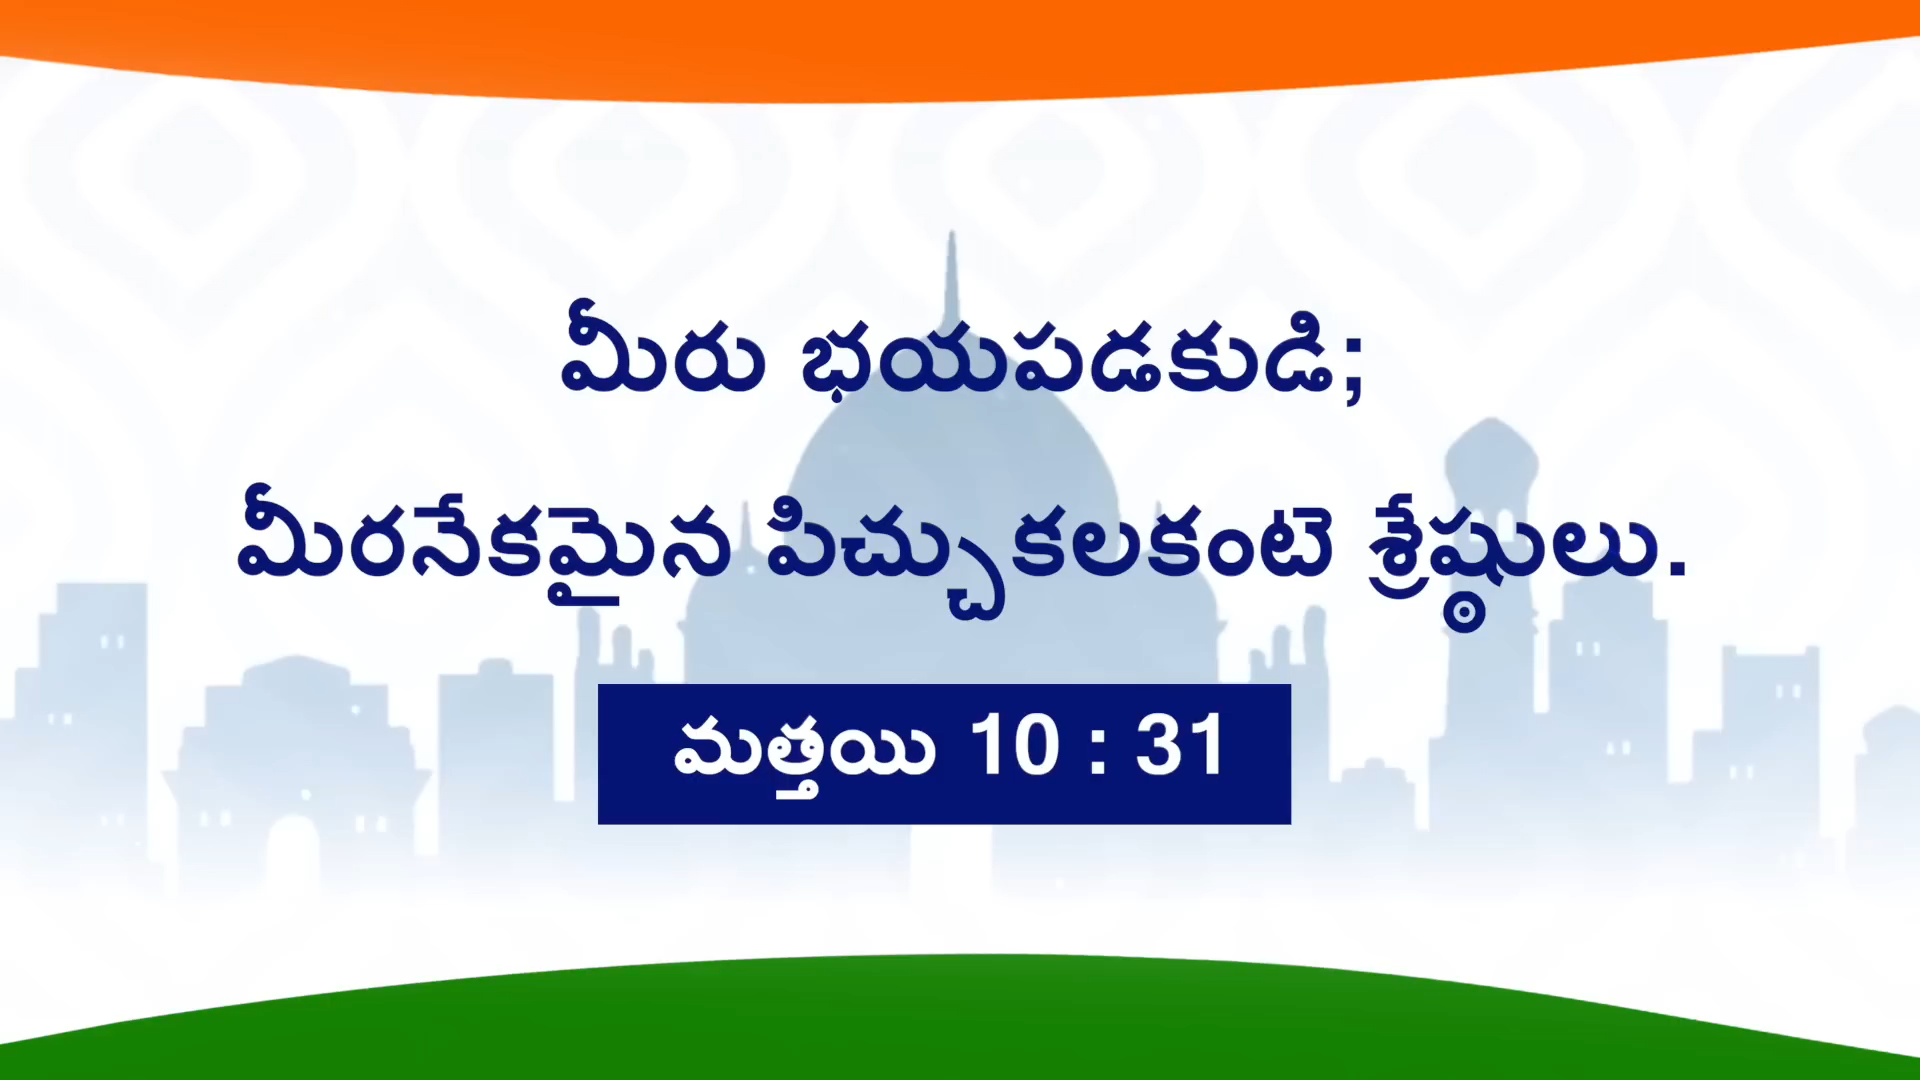 మీరు భయపడకుడి;
మీరనేకమైన పిచ్చుకలకంటె శ్రేష్ఠులు.
మత్తయి 10 : 31